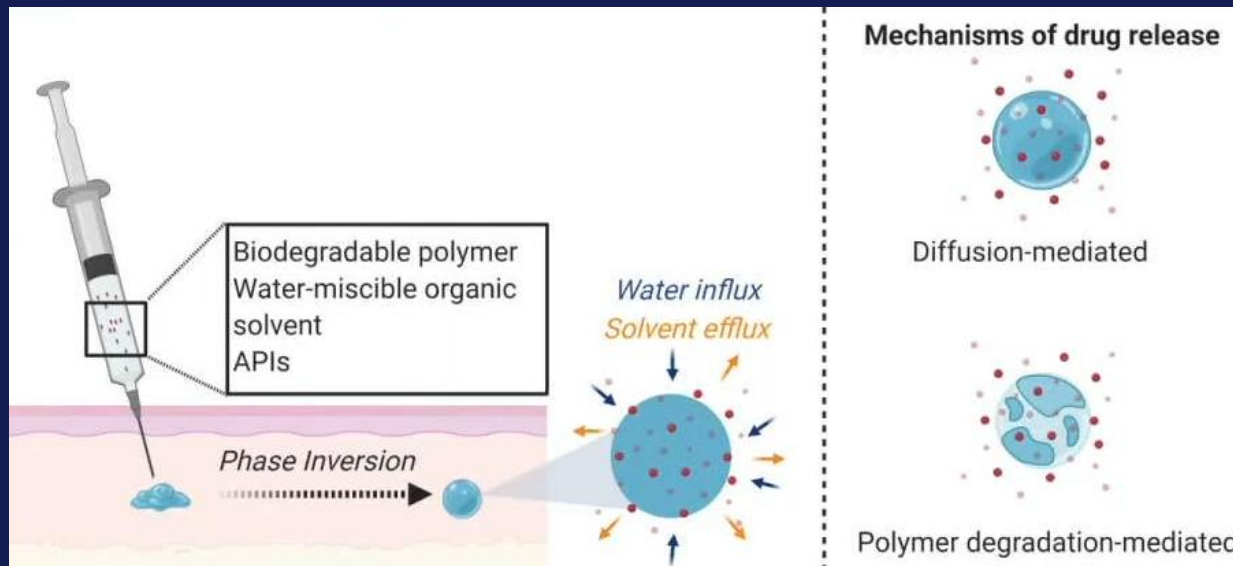 Mechanisms of drug release
Biodegradable polymer
Water-miscible organic
solvent
APIs
Water influx
Solvent efflux
Phase Inversion
Diffusion-mediated
Polymer degradation-mediated